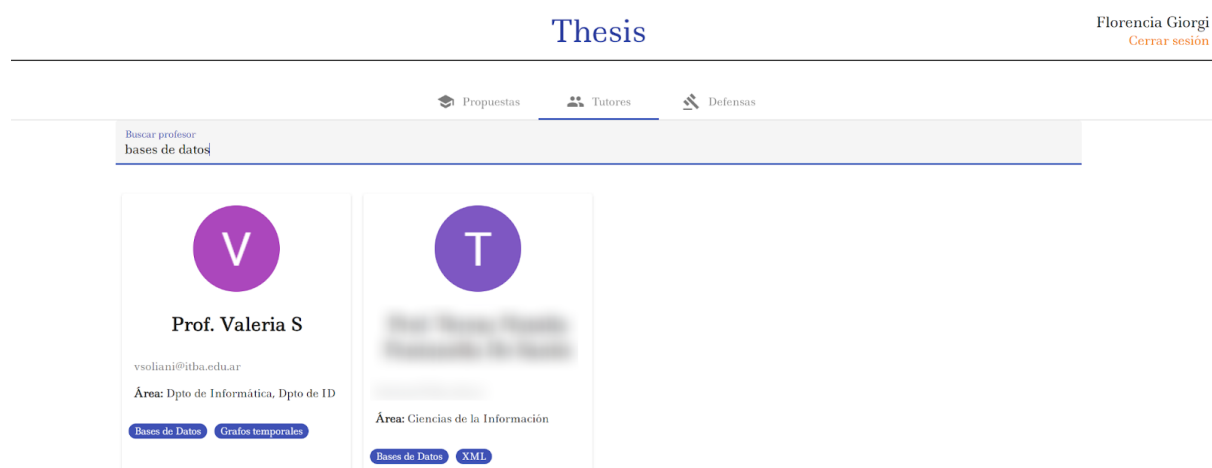 Thesis
Florencia Giorgi
Cerrar sesión
Propuestas
Tutores
Defensas
Buscar profesor
bases de datos
V
T
Prof. Valeria S
vsoliani@itba.edu.ar
Área: Dpto de Informática, Dpto de ID
Bases de Datos
Grafos temporales
Área: Ciencias de la Información
Bases de Datos
XML